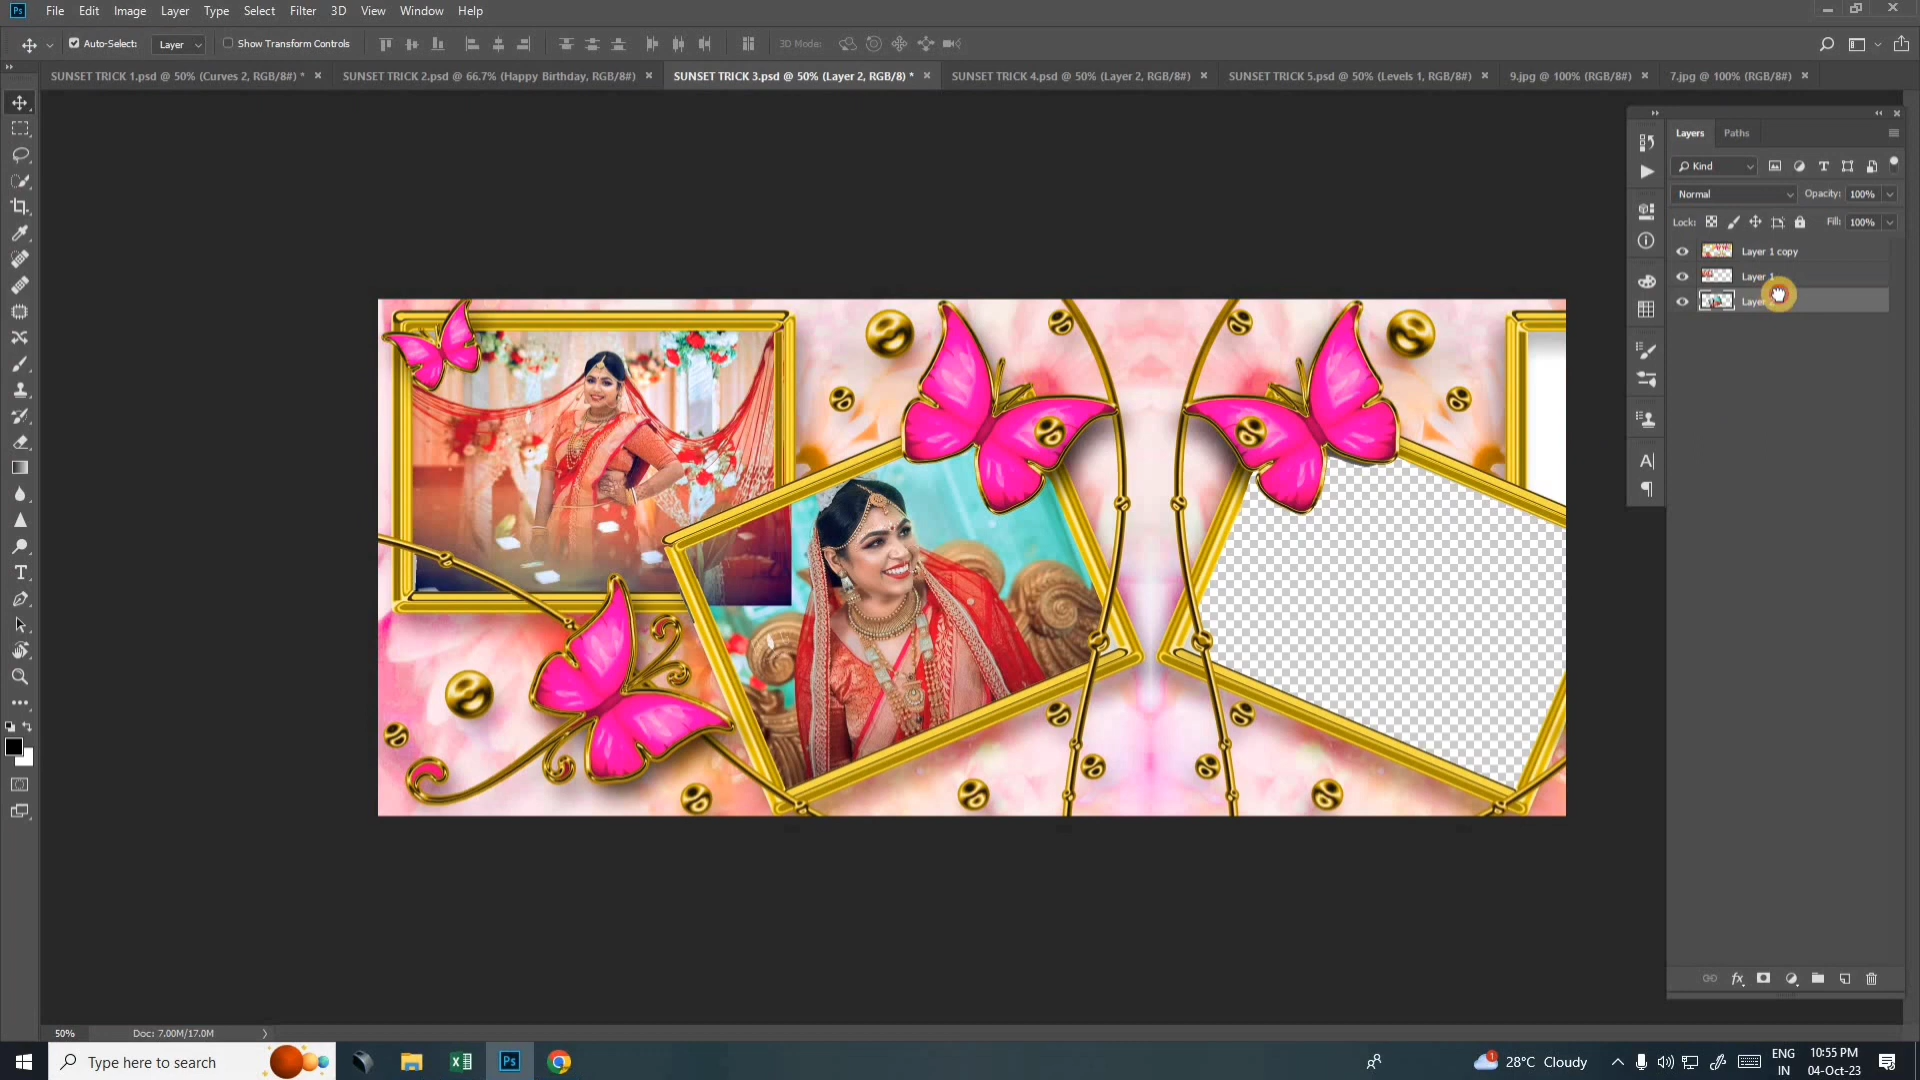 Ps File Edit Image Layer Type Select Filter 3D View Window Help
Auto-Select: Layer Show Transform Controls 3D Mode:
SUNSET TRICK 1.psd @ 50% (Curves 2, RGB/8#) * × SUNSET TRICK 2.psd @ 66.7% (Happy Birthday, RGB/8#) × SUNSET TRICK 3.psd @ 50% (Layer 2, RGB/8) * × SUNSET TRICK 4.psd @ 50% (Layer 2, RGB/8#) × SUNSET TRICK 5.psd @ 50% (Levels 1, RGB/8#) × 9.jpg @ 100% (RGB/8#) × 7.jpg @ 100% (RGB/8#) ×
Layers Paths
Kind
Normal Opacity: 100%
Lock: Fill: 100%
Layer 1 copy
Layer 1
Layer
50% Doc: 7.00M/17.0M
Type here to search
Ps
1
28°C Cloudy
ENG
IN
10:55 PM
04-Oct-23